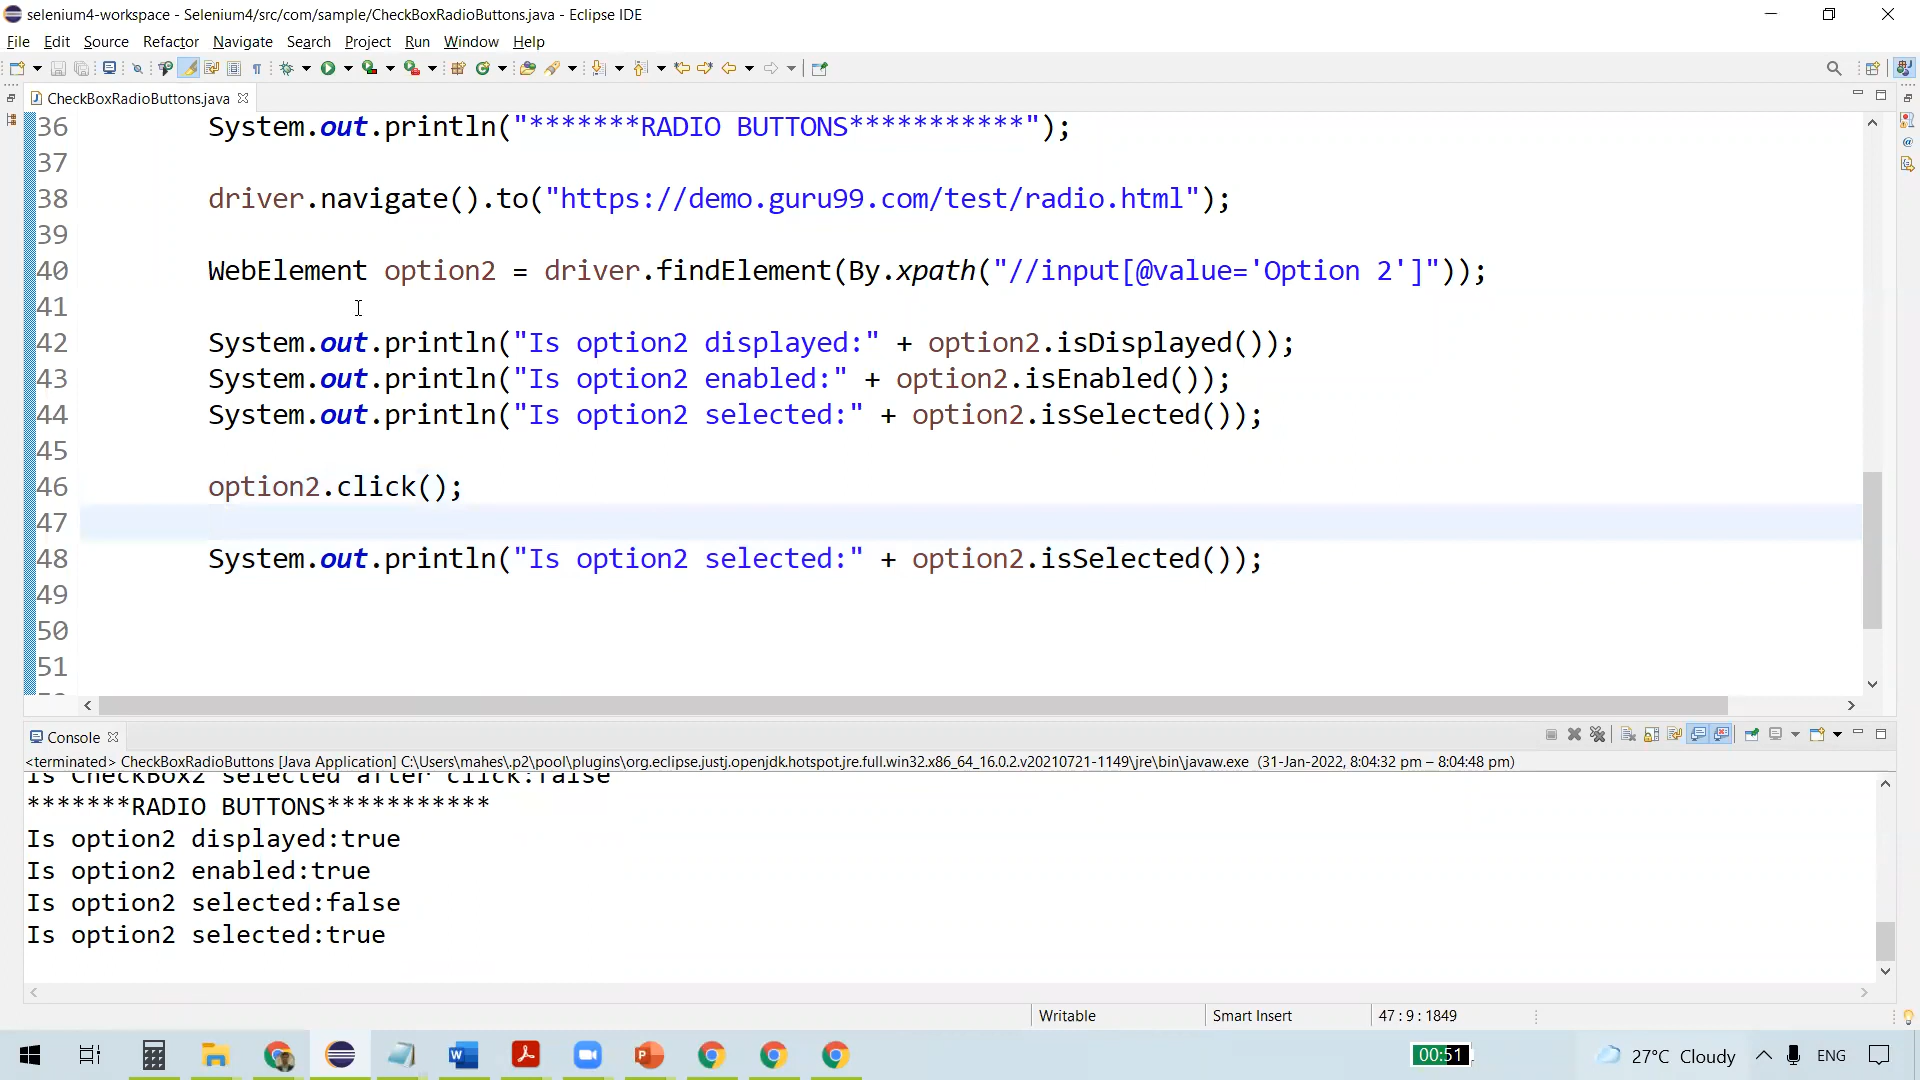 selenium4-workspace - Selenium4/src/com/sample/CheckBoxRadioButtons.java - Eclipse IDE
File Edit Source Refactor Navigate Search Project Run Window Help
CheckBoxRadioButtons.java
36 System.out.println("*******RADIO BUTTONS***********");
37
38 driver.navigate().to("https://demo.guru99.com/test/radio.html");
39
40 WebElement option2 = driver.findElement(By.xpath("//input[@value='Option 2']"));
41
42 System.out.println("Is option2 displayed:" + option2.isDisplayed());
43 System.out.println("Is option2 enabled:" + option2.isEnabled());
44 System.out.println("Is option2 selected:" + option2.isSelected());
45
46 option2.click();
47
48 System.out.println("Is option2 selected:" + option2.isSelected());
49
50
51
Console
<terminated> CheckBoxRadioButtons [Java Application] C:\Users\mahes\.p2\pool\plugins\org.eclipse.justj.openjdk.hotspot.jre.full.win32.x86_64_16.0.2.v20210721-1149\jre\bin\javaw.exe (31-Jan-2022, 8:04:32 pm – 8:04:48 pm)
Is CheckBox2 selected after click:false
*******RADIO BUTTONS***********
Is option2 displayed:true
Is option2 enabled:true
Is option2 selected:false
Is option2 selected:true
Writable Smart Insert 47 : 9 : 1849
00:51 27°C Cloudy ENG